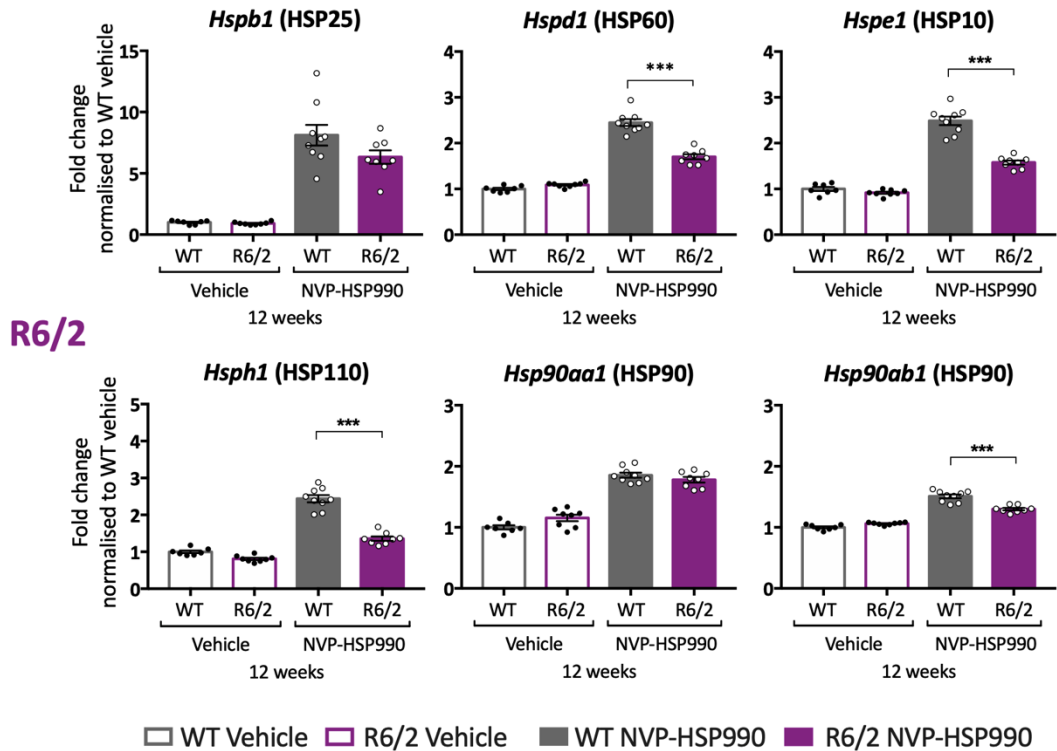 Hspb1 (HSP25)
Fold change
normalised to WT vehicle
15
10
5
0
WT R6/2 WT R6/2
Vehicle NVP-HSP990
12 weeks
Hspd1 (HSP60)
4
3
2
1
0
***
WT R6/2 WT R6/2
Vehicle NVP-HSP990
12 weeks
Hspe1 (HSP10)
4
3
2
1
0
***
WT R6/2 WT R6/2
Vehicle NVP-HSP990
12 weeks
R6/2
Hsph1 (HSP110)
Fold change
normalised to WT vehicle
5
4
3
2
1
0
***
WT R6/2 WT R6/2
Vehicle NVP-HSP990
12 weeks
Hsp90aa1 (HSP90)
3
2
1
0
WT R6/2 WT R6/2
Vehicle NVP-HSP990
12 weeks
Hsp90ab1 (HSP90)
3
2
1
0
***
WT R6/2 WT R6/2
Vehicle NVP-HSP990
12 weeks
WT Vehicle R6/2 Vehicle WT NVP-HSP990 R6/2 NVP-HSP990